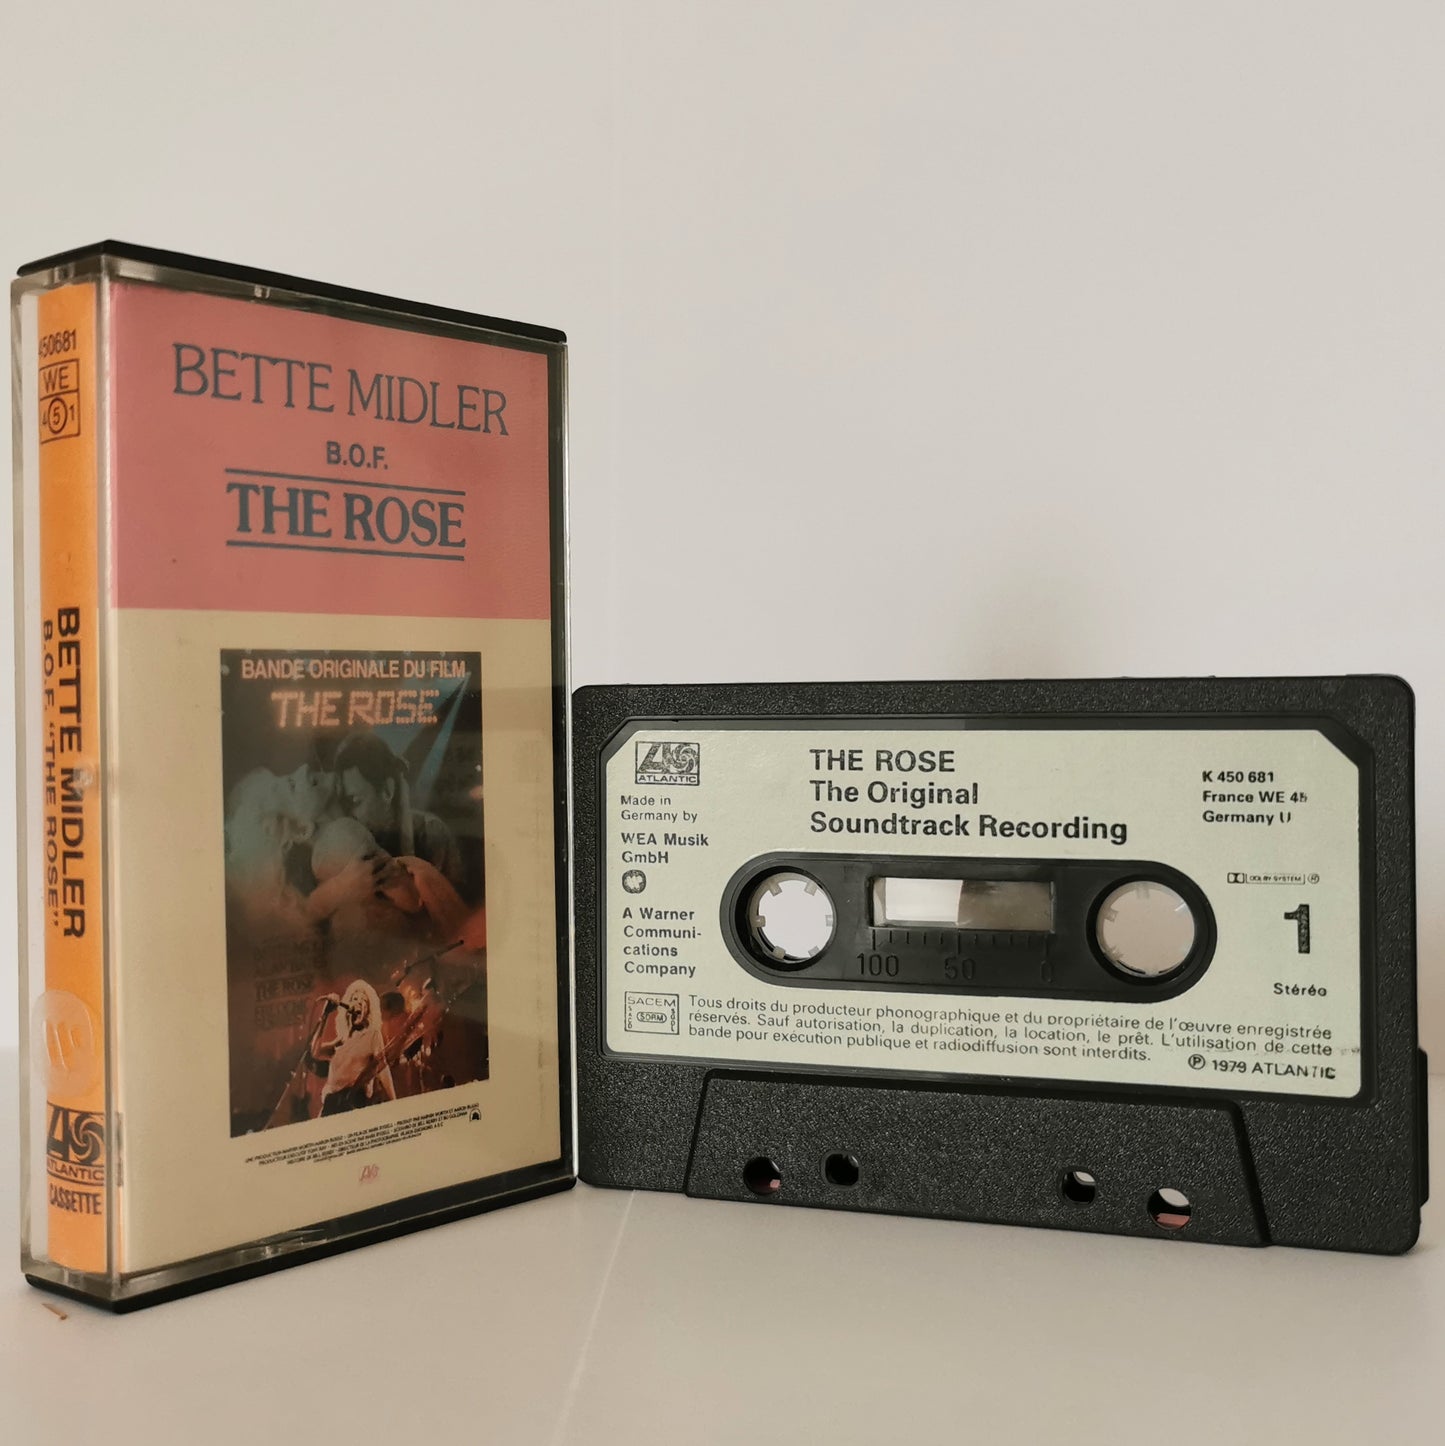 450681
WE
4 5 1
BETTE MIDLER
B.O.F. "THE ROSE"
ATLANTIC
CASSETTE
BETTE MIDLER
B.O.F.
THE ROSE
BANDE ORIGINALE DU FILM
THE ROSE
ATLANTIC
Made in
Germany by
WEA Musik
GmbH
A Warner
Communi-
cations
Company
THE ROSE
The Original
Soundtrack Recording
K 450 681
France WE 45
Germany U
DOLBY SYSTEM ®
1
Stéréo
100 50 0
SACEM
SDRM
Tous droits du producteur phonographique et du propriétaire de l'œuvre enregistrée
réservés. Sauf autorisation, la duplication, la location, le prêt. L'utilisation de cette
bande pour exécution publique et radiodiffusion sont interdits.
℗ 1979 ATLANTIC